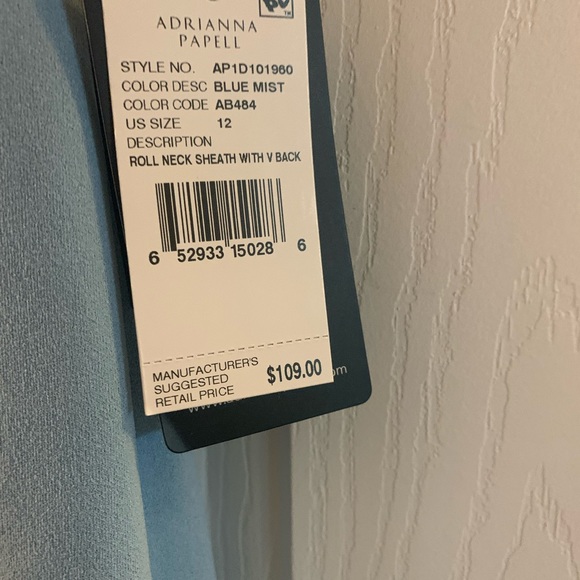 ADRIANNA
PAPELL
STYLE NO. AP1D101960
COLOR DESC BLUE MIST
COLOR CODE AB484
US SIZE 12
DESCRIPTION
ROLL NECK SHEATH WITH V BACK
6 52933 15028 6
MANUFACTURER'S
SUGGESTED
RETAIL PRICE
$109.00